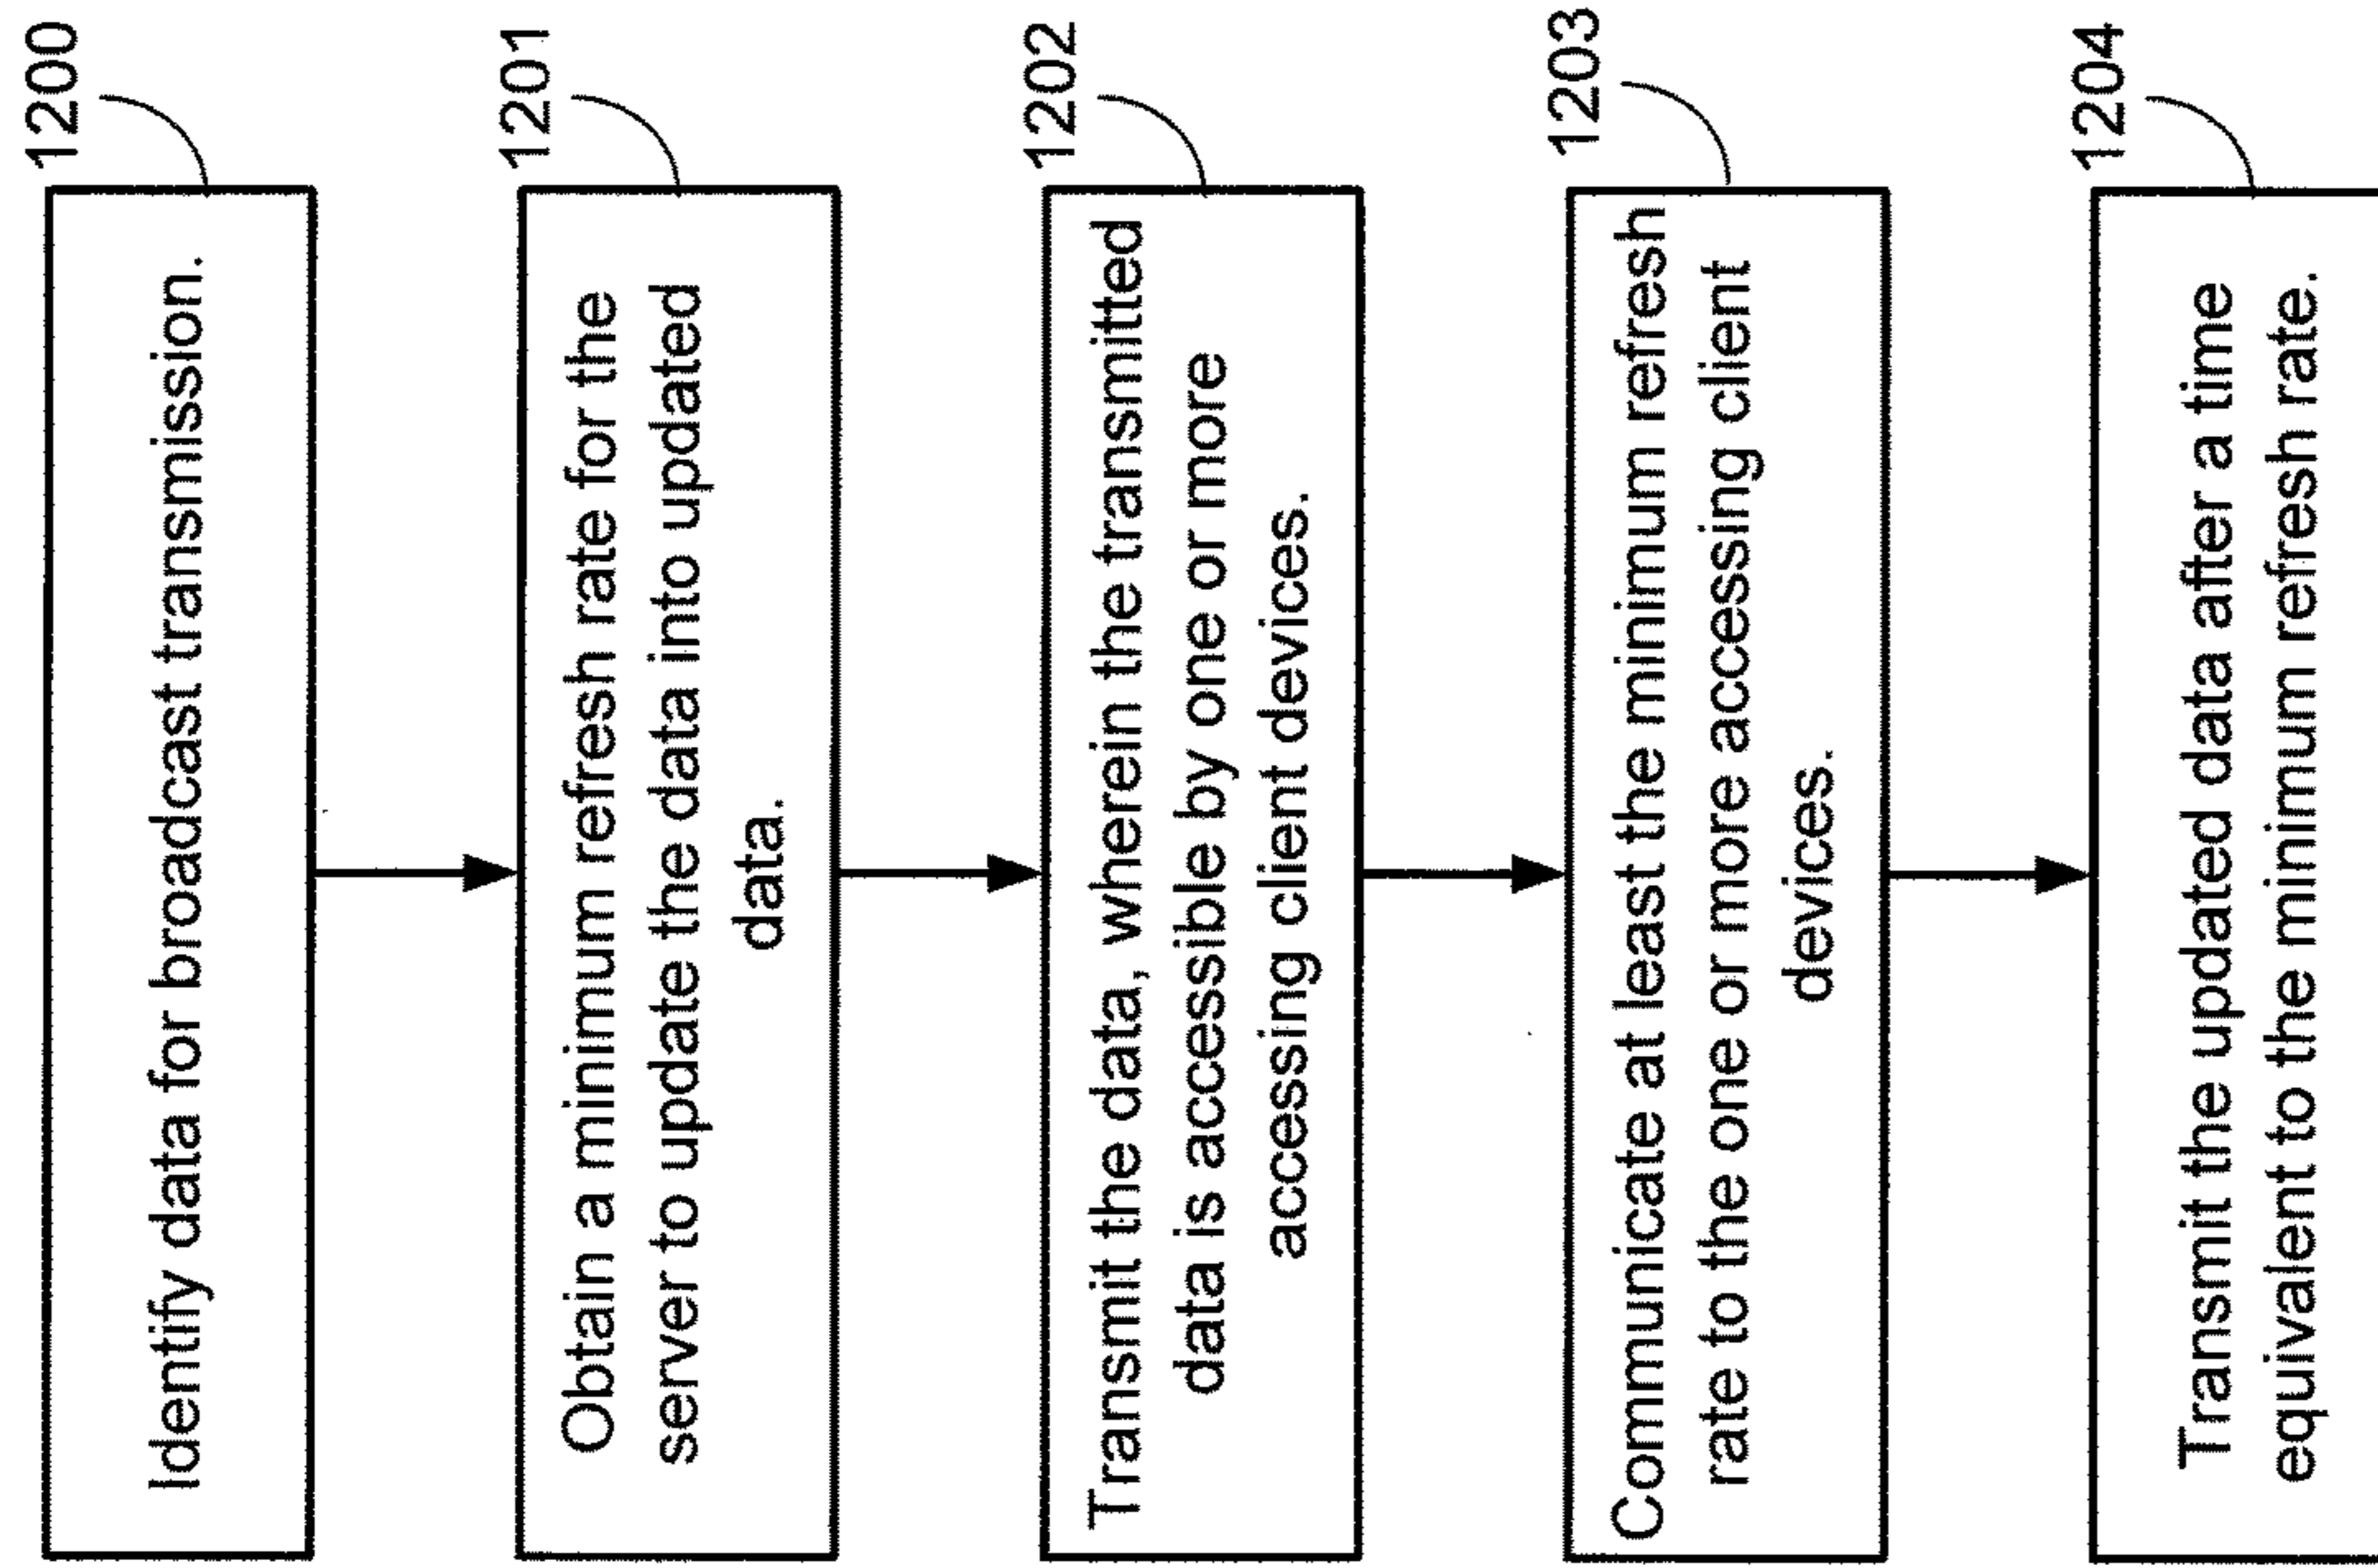 1200
Identify data for broadcast transmission.
1201
Obtain a minimum refresh rate for the
server to update the data into updated
data.
1202
Transmit the data, wherein the transmitted
data is accessible by one or more
accessing client devices.
1203
Communicate at least the minimum refresh
rate to the one or more accessing client
devices.
1204
Transmit the updated data after a time
equivalent to the minimum refresh rate.